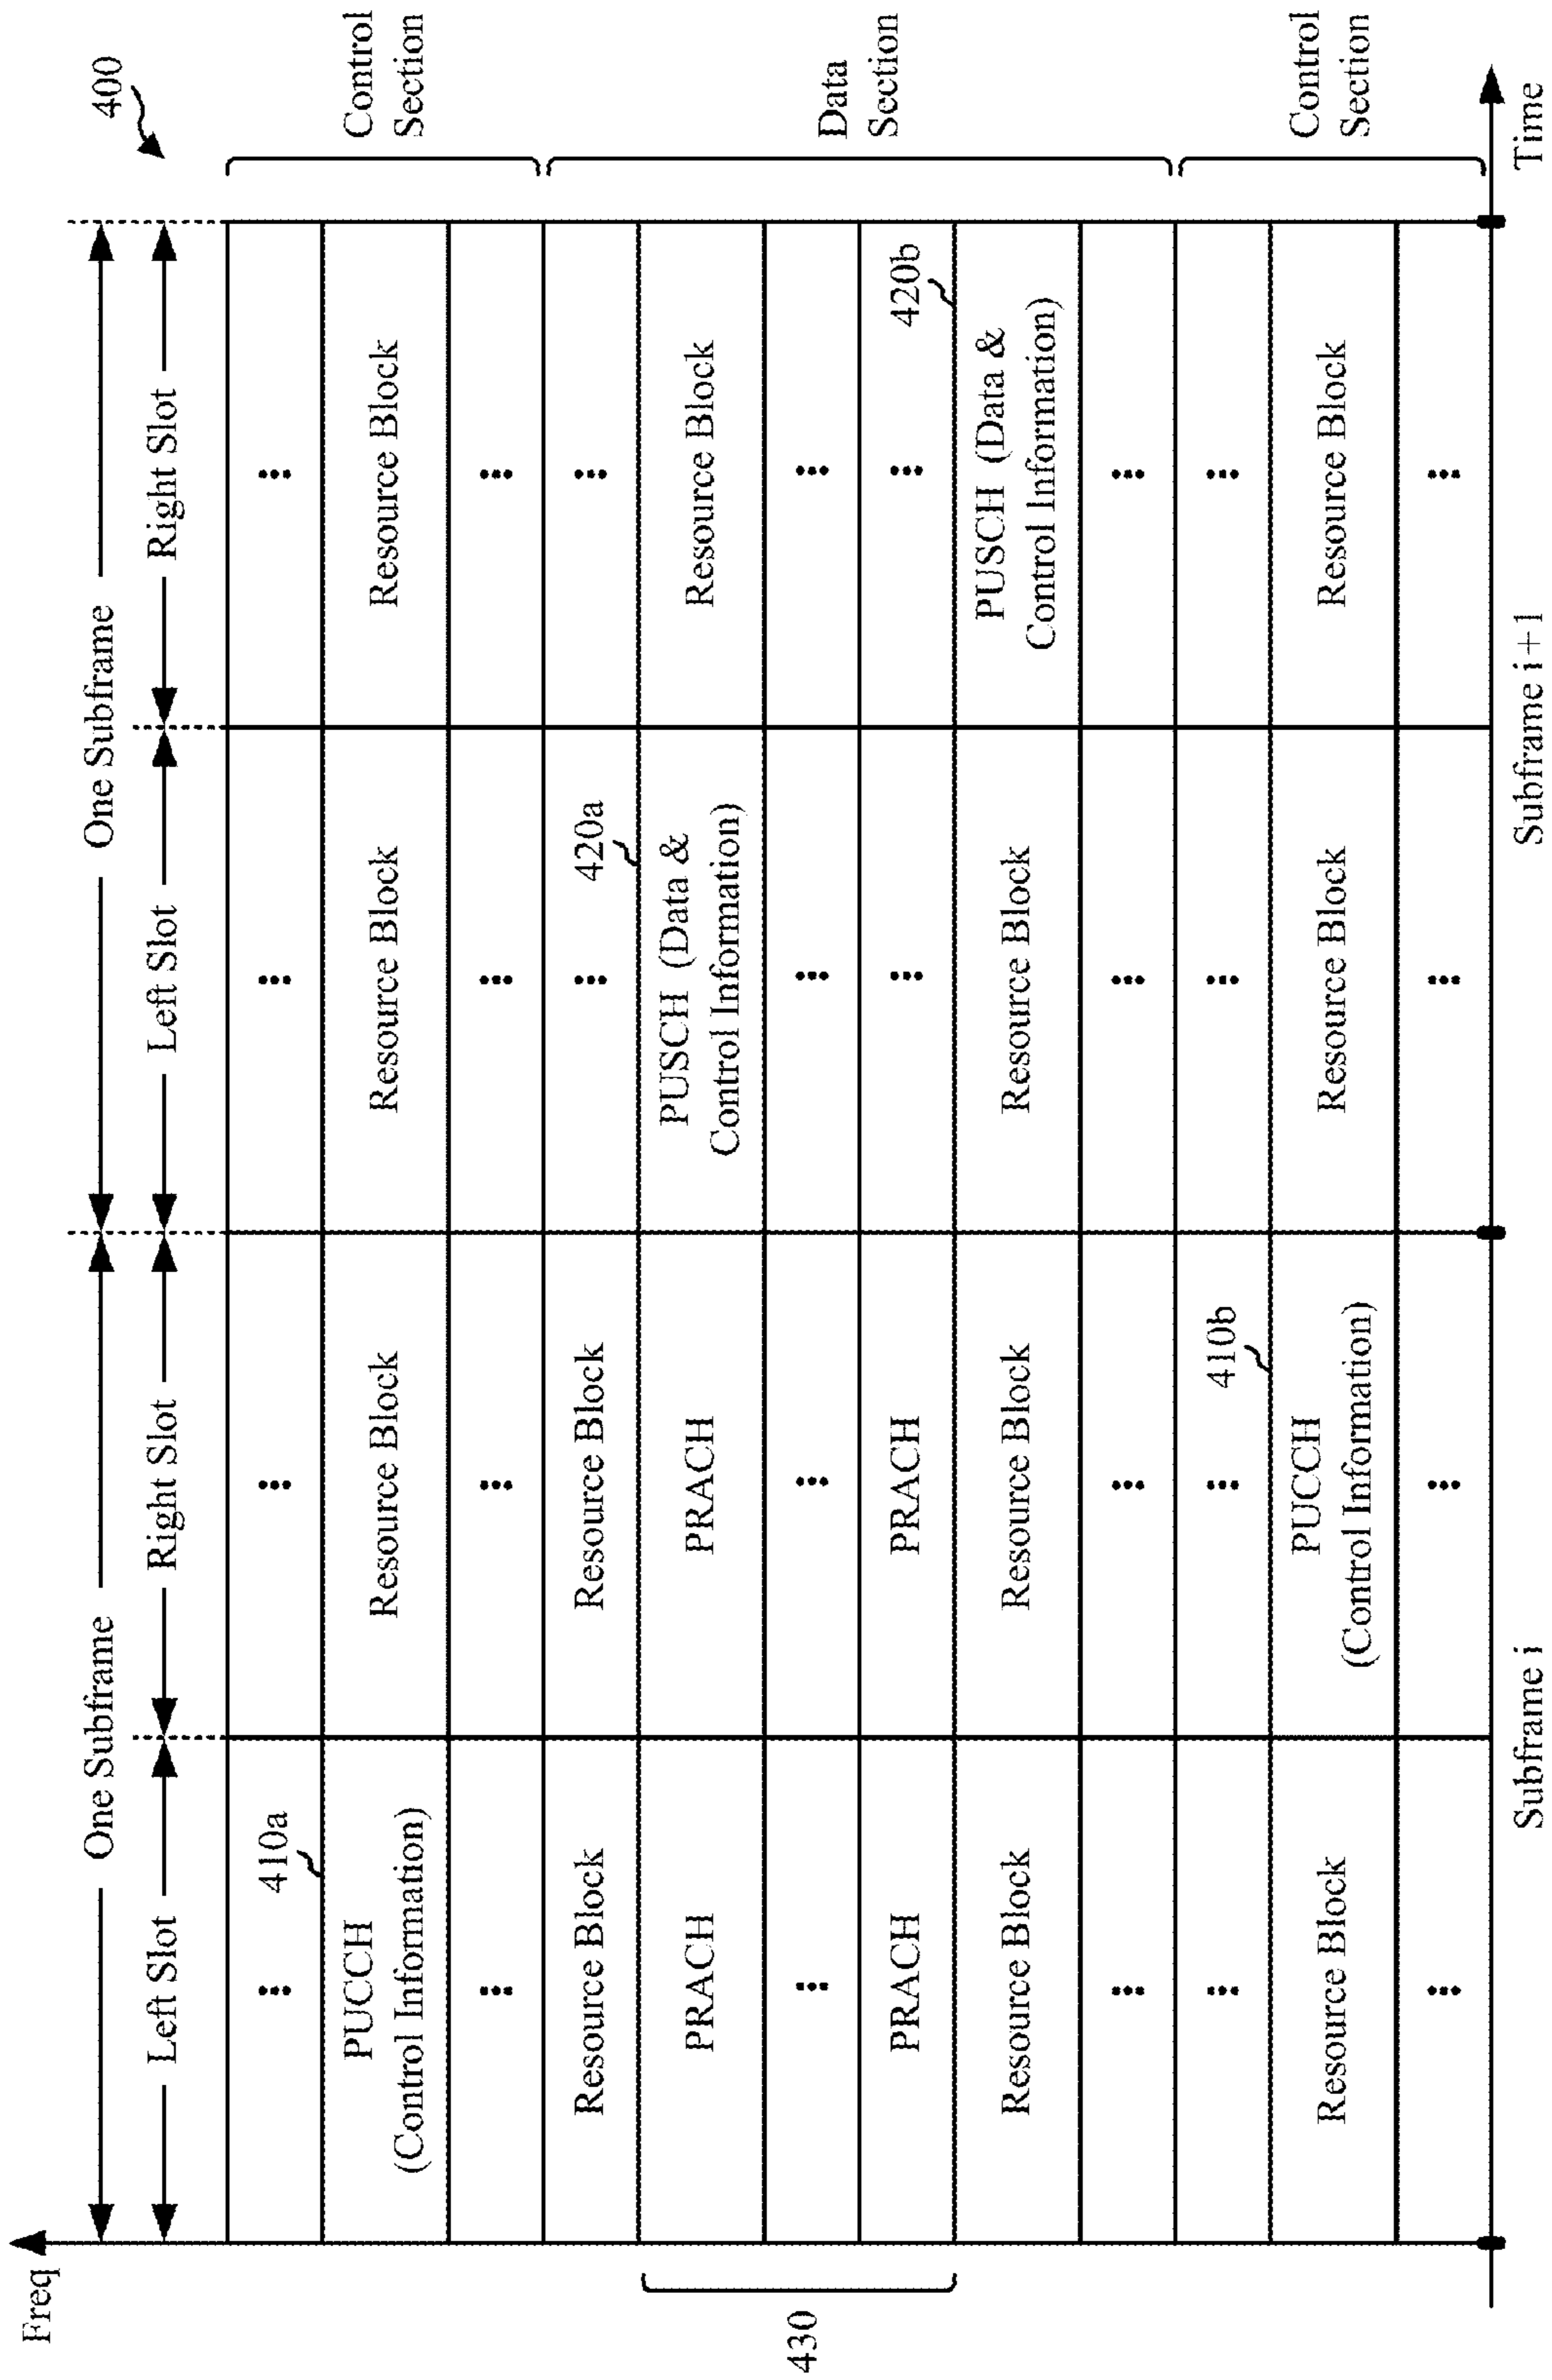 Freq
One Subframe
One Subframe
400
Left Slot
Right Slot
Left Slot
Right Slot
410a
PUCCH
(Control Information)
Resource Block
Resource Block
Resource Block
Control
Section
Resource Block
Resource Block
420a
PRACH
PRACH
PUSCH (Data &
Control Information)
Resource Block
430
Data
Section
PRACH
PRACH
420b
Resource Block
Resource Block
Resource Block
PUSCH (Data &
Control Information)
410b
Resource Block
PUCCH
(Control Information)
Resource Block
Resource Block
Control
Section
Subframe i
Subframe i + 1
Time